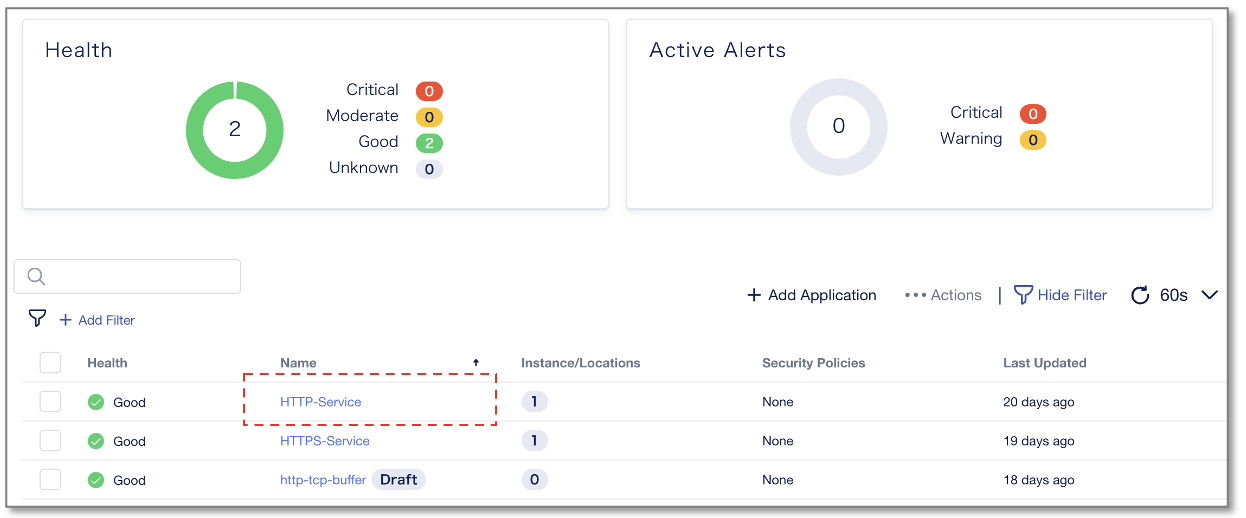 Health
2
Critical 0
Moderate 0
Good 2
Unknown 0
Active Alerts
0
Critical 0
Warning 0
+ Add Application ••• Actions | Hide Filter 60s
+ Add Filter
Health Name Instance/Locations Security Policies Last Updated
Good HTTP-Service 1 None 20 days ago
Good HTTPS-Service 1 None 19 days ago
Good http-tcp-buffer Draft 0 None 18 days ago